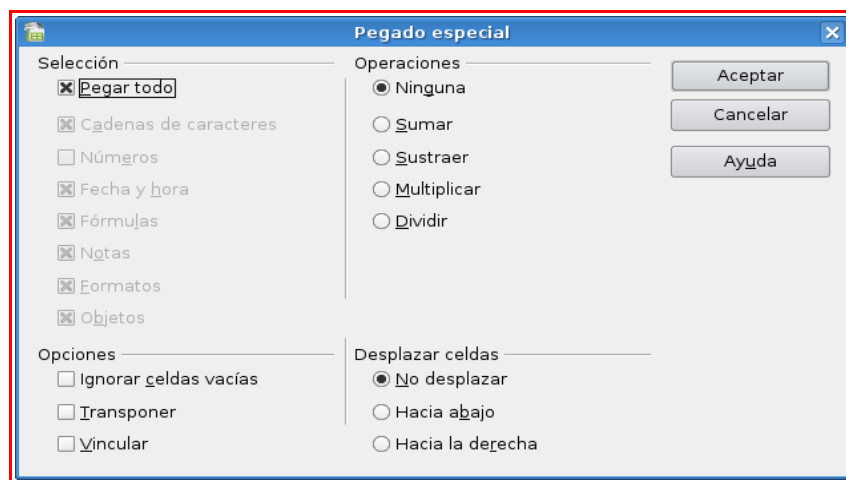 Pegado especial
Selección
Pegar todo
Cadenas de caracteres
Números
Fecha y hora
Fórmulas
Notas
Formatos
Objetos
Operaciones
Ninguna
Sumar
Sustraer
Multiplicar
Dividir
Aceptar
Cancelar
Ayuda
Opciones
Ignorar celdas vacías
Transponer
Vincular
Desplazar celdas
No desplazar
Hacia abajo
Hacia la derecha